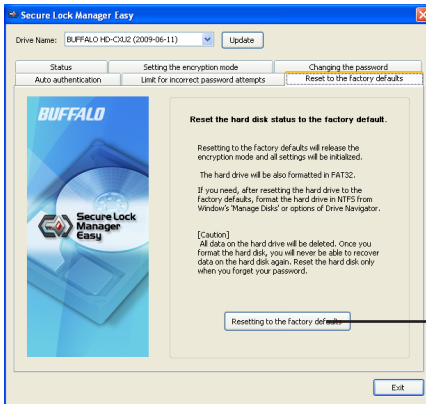 Secure Lock Manager Easy
Drive Name: BUFFALO HD-CXU2 (2009-06-11) Update
Status Setting the encryption mode Changing the password
Auto authentication Limit for incorrect password attempts Reset to the factory defaults
BUFFALO
Secure Lock
Manager
Easy
Reset the hard disk status to the factory default.
Resetting to the factory defaults will release the
encryption mode and all settings will be initialized.
The hard drive will be also formatted in FAT32.
If you need, after resetting the hard drive to the
factory defaults, format the hard drive in NTFS from
Window's 'Manage Disks' or options of Drive Navigator.
[Caution]
All data on the hard drive will be deleted. Once you
format the hard disk, you will never be able to recover
data on the hard disk again. Reset the hard disk only
when you forget your password.
Resetting to the factory defaults
Exit